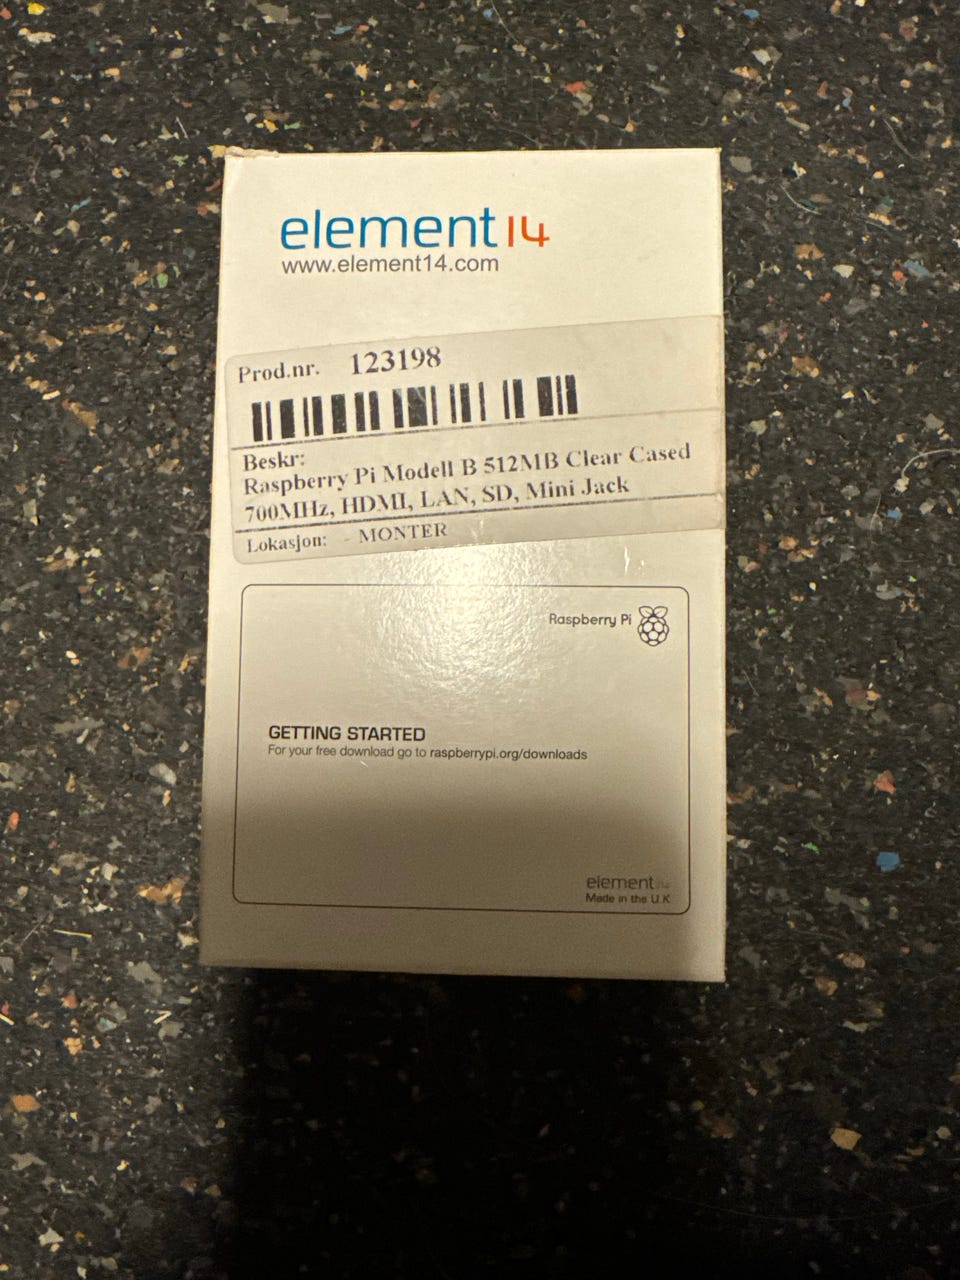 element14
www.element14.com
Prod.nr. 123198
Beskr:
Raspberry Pi Modell B 512MB Clear Cased
700MHz, HDMI, LAN, SD, Mini Jack
Lokasjon: - MONTER
Raspberry Pi
GETTING STARTED
For your free download go to raspberrypi.org/downloads
element14
Made in the U.K